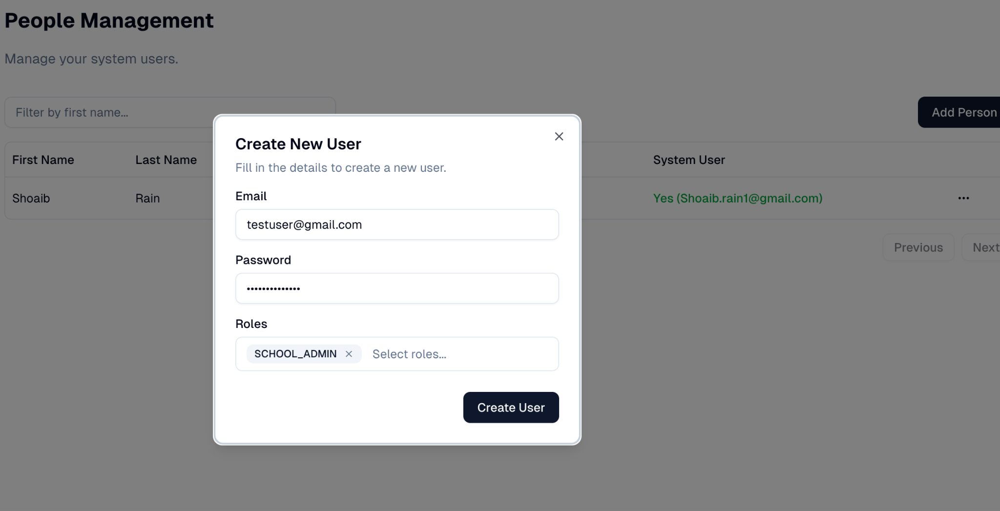 People Management
Manage your system users.
Filter by first name...
Add Person
First Name Last Name System User
Shoaib Rain Yes (Shoaib.rain1@gmail.com) ...
Previous Next
Create New User
Fill in the details to create a new user.
Email
testuser@gmail.com
Password
••••••••••••••
Roles
SCHOOL_ADMIN × Select roles...
Create User